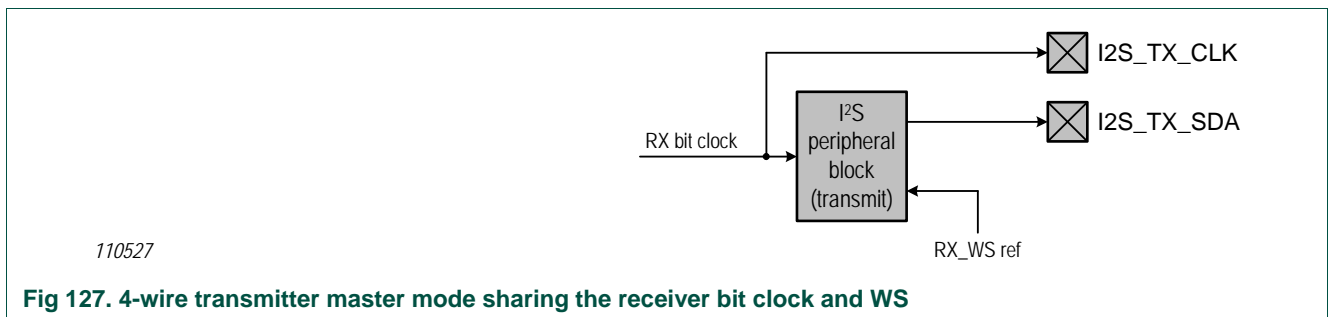 I2S_TX_CLK
I2S
peripheral
block
(transmit)
I2S_TX_SDA
RX bit clock
RX_WS ref
110527
Fig 127. 4-wire transmitter master mode sharing the receiver bit clock and WS